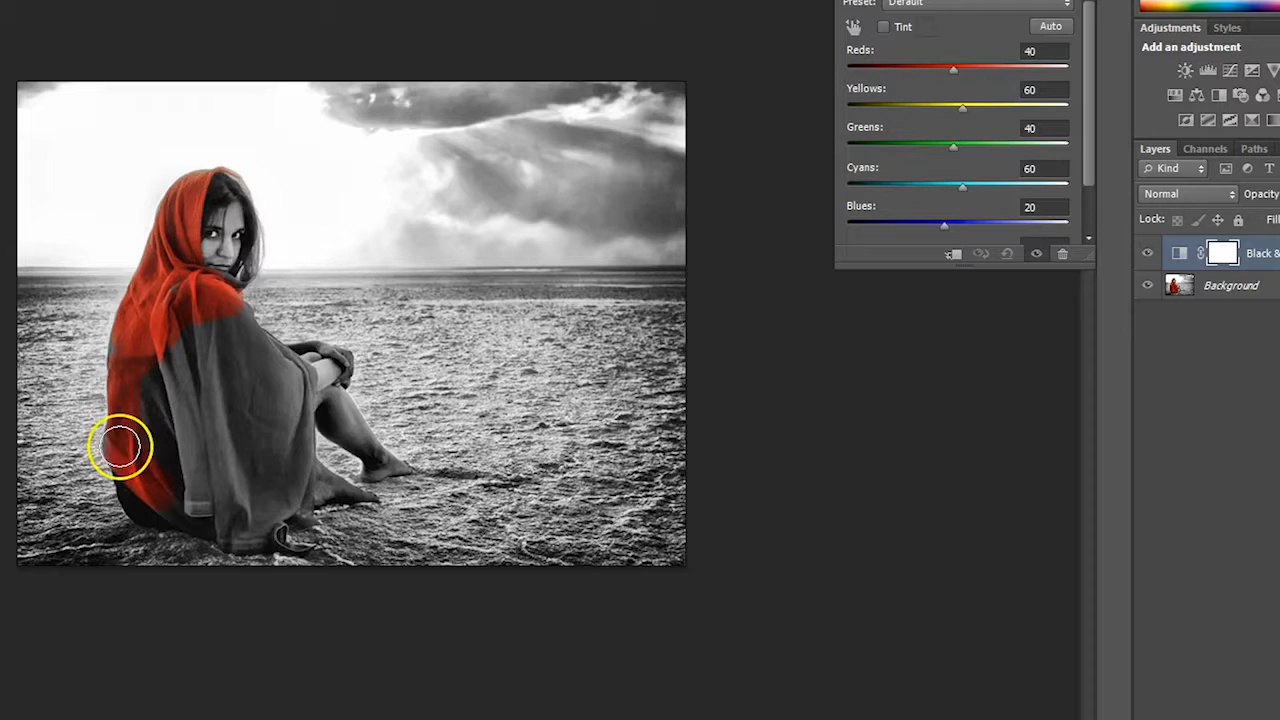 Preset: Default
Tint
Auto
Reds: 40
Yellows: 60
Greens: 40
Cyans: 60
Blues: 20
Adjustments Styles
Add an adjustment
Layers Channels Paths
Kind
Normal Opacity
Lock: Fill
Black &
Background